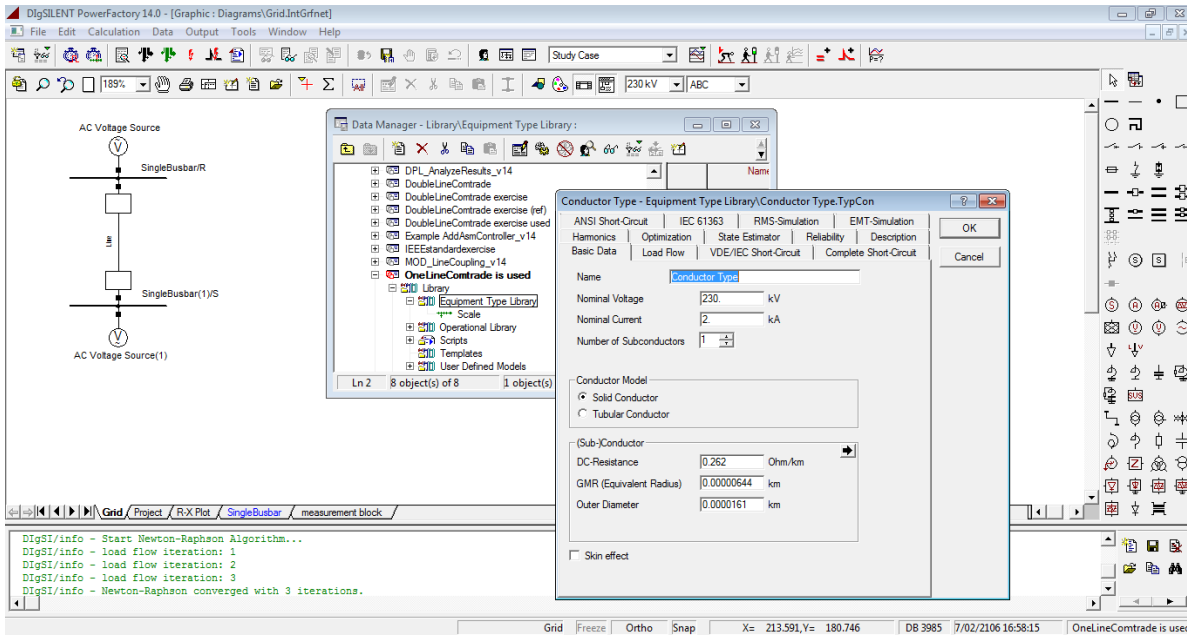 DIgSILENT PowerFactory 14.0 - [Graphic : Diagrams\Grid.IntGrfnet]
File Edit Calculation Data Output Tools Window Help
Study Case
189% 230 kV ABC
AC Voltage Source
V
SingleBusbar/R
Line
SingleBusbar(1)/S
V
AC Voltage Source(1)
Data Manager - Library\Equipment Type Library :
Name
DPL_AnalyzeResults_v14
DoubleLineComtrade
DoubleLineComtrade exercise
DoubleLineComtrade exercise (ref)
DoubleLineComtrade exercise used
Example AddAsmController_v14
IEEEstandardexercise
MOD_LineCoupling_v14
OneLineComtrade is used
Library
Equipment Type Library
Scale
Operational Library
Scripts
Templates
User Defined Models
Ln 2 8 object(s) of 8 1 object(s)
Conductor Type - Equipment Type Library\Conductor Type.TypCon
ANSI Short-Circuit IEC 61363 RMS-Simulation EMT-Simulation
Harmonics Optimization State Estimator Reliability Description
Basic Data Load Flow VDE/IEC Short-Circuit Complete Short-Circuit
OK
Cancel
Name Conductor Type
Nominal Voltage 230. kV
Nominal Current 2. kA
Number of Subconductors 1
Conductor Model
Solid Conductor
Tubular Conductor
(Sub-)Conductor
DC-Resistance 0.262 Ohm/km
GMR (Equivalent Radius) 0.00000644 km
Outer Diameter 0.0000161 km
Skin effect
Grid Project R-X Plot SingleBusbar measurement block
DIgSI/info - Start Newton-Raphson Algorithm...
DIgSI/info - load flow iteration: 1
DIgSI/info - load flow iteration: 2
DIgSI/info - load flow iteration: 3
DIgSI/info - Newton-Raphson converged with 3 iterations.
Grid Freeze Ortho Snap X= 213.591,Y= 180.746 DB 3985 7/02/2106 16:58:15 OneLineComtrade is used